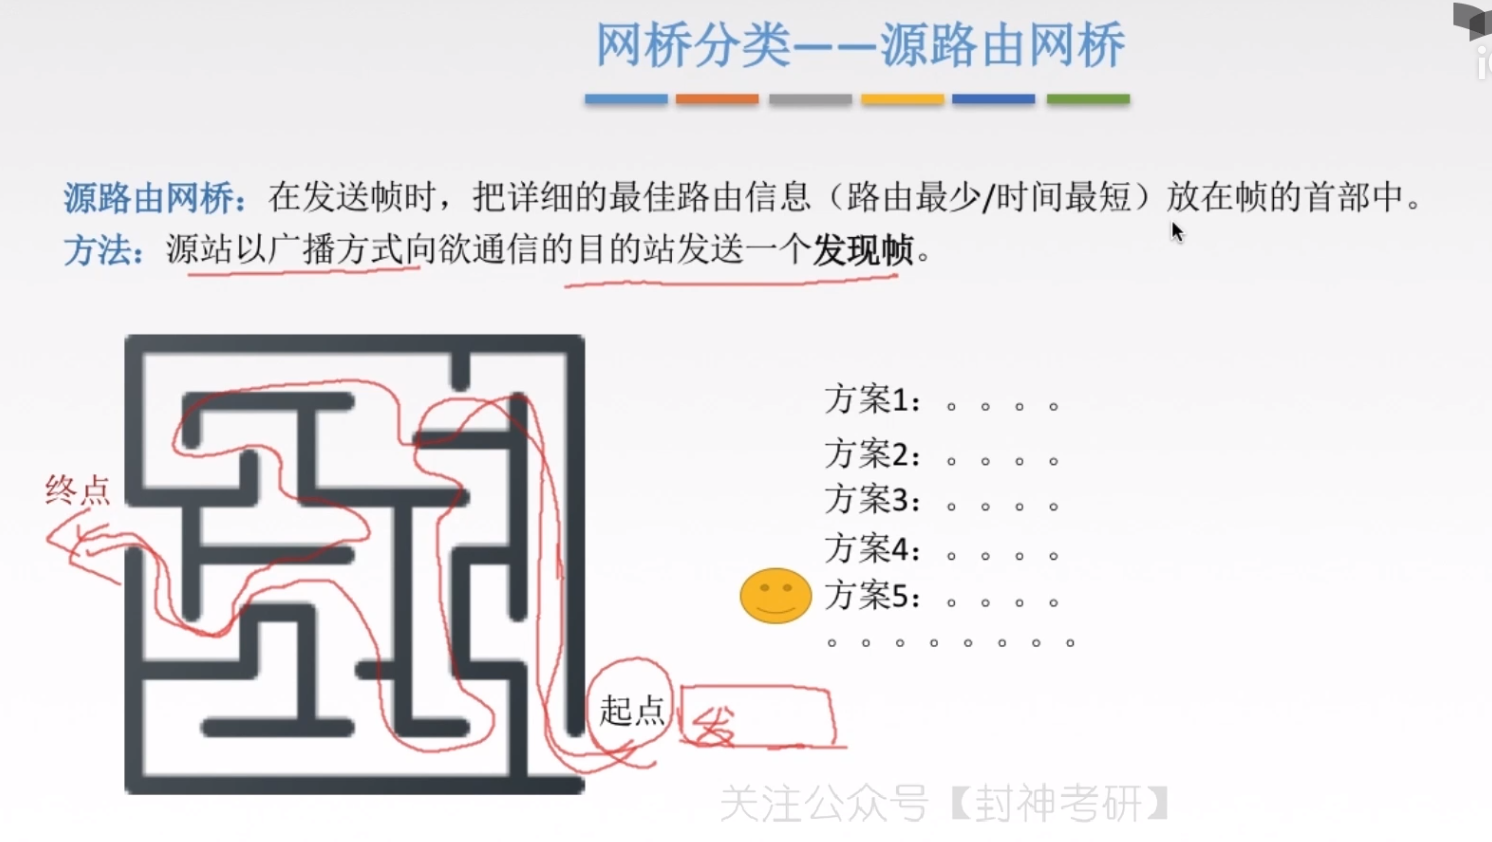 网桥分类——源路由网桥
源路由网桥：在发送帧时，把详细的最佳路由信息（路由最少/时间最短）放在帧的首部中。
方法：源站以广播方式向欲通信的目的站发送一个发现帧。
方案1：。。。。
方案2：。。。。
终点
方案3：。。。。
方案4：。。。。
方案5：。。。。
。。。。。。。。
起点
发
关注公众号【封神考研】